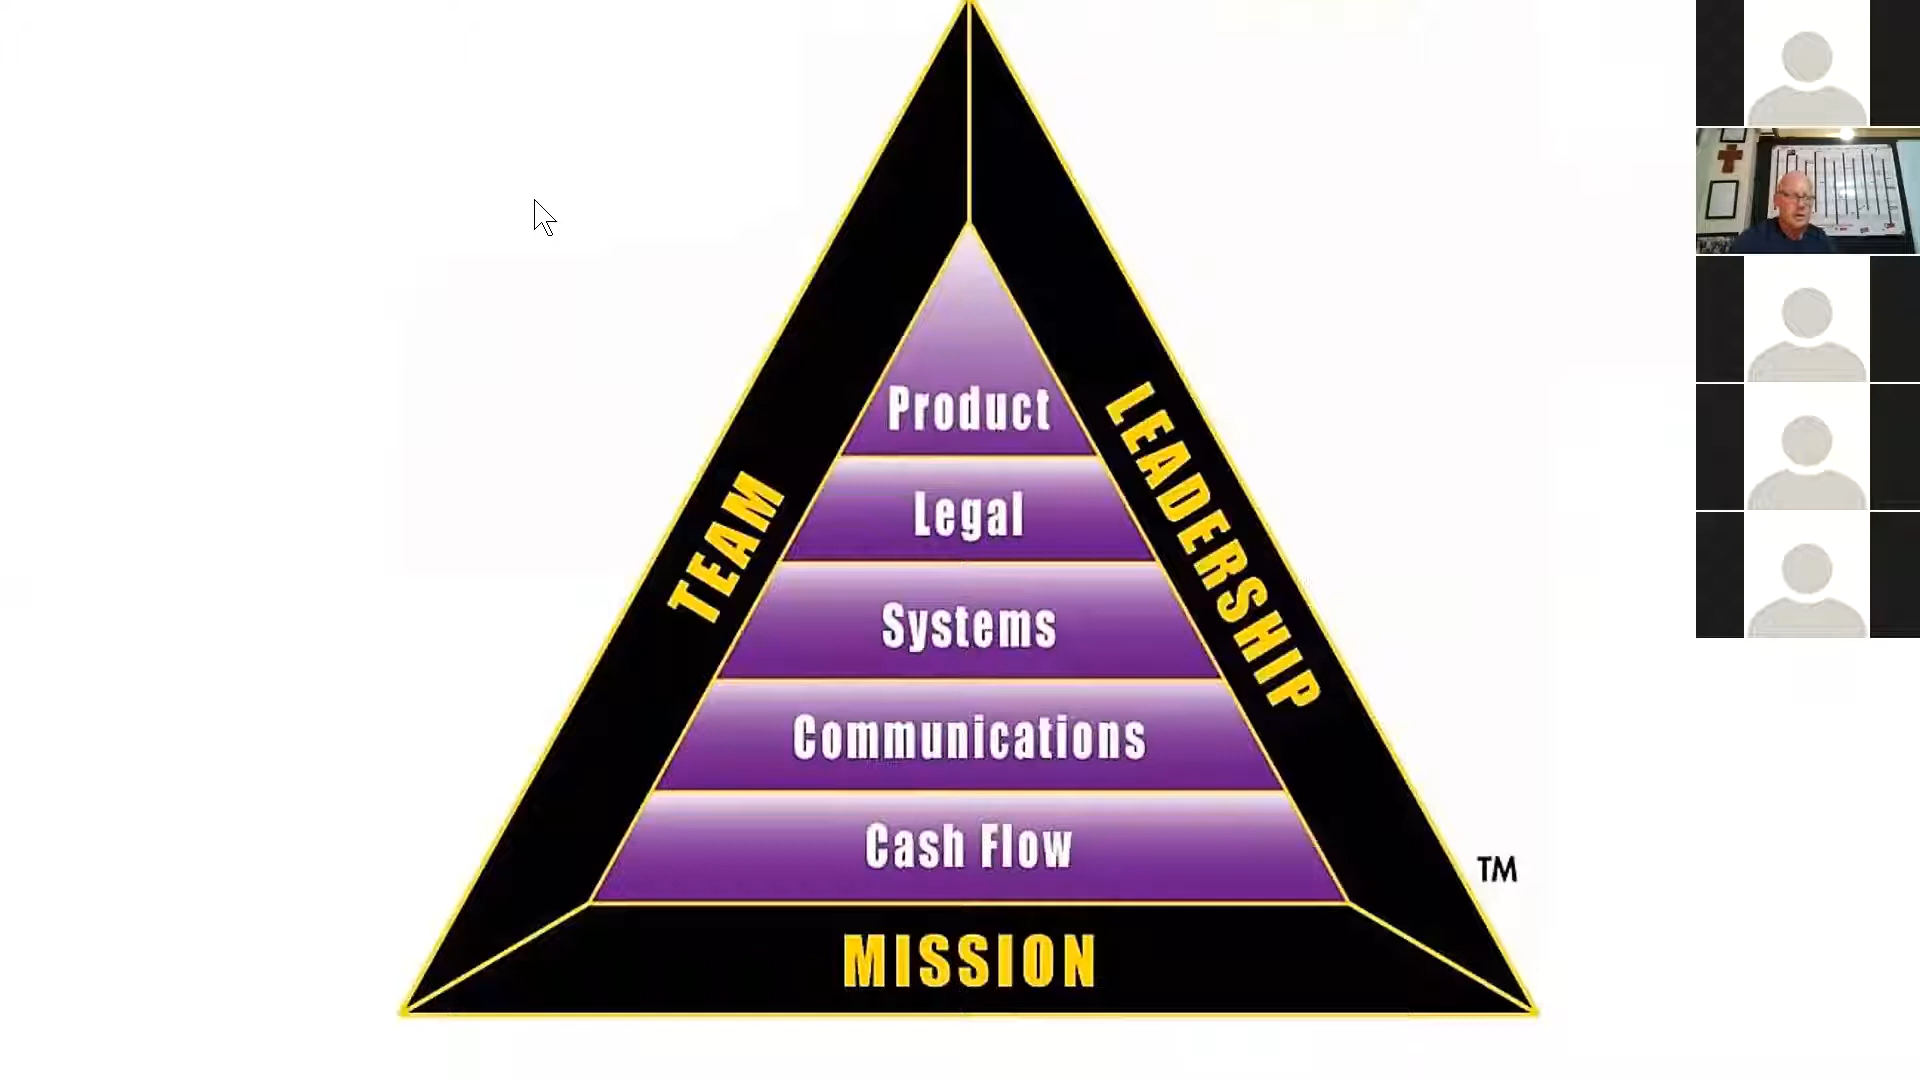 Product
Legal
Systems
Communications
Cash Flow
TEAM
LEADERSHIP
MISSION
TM